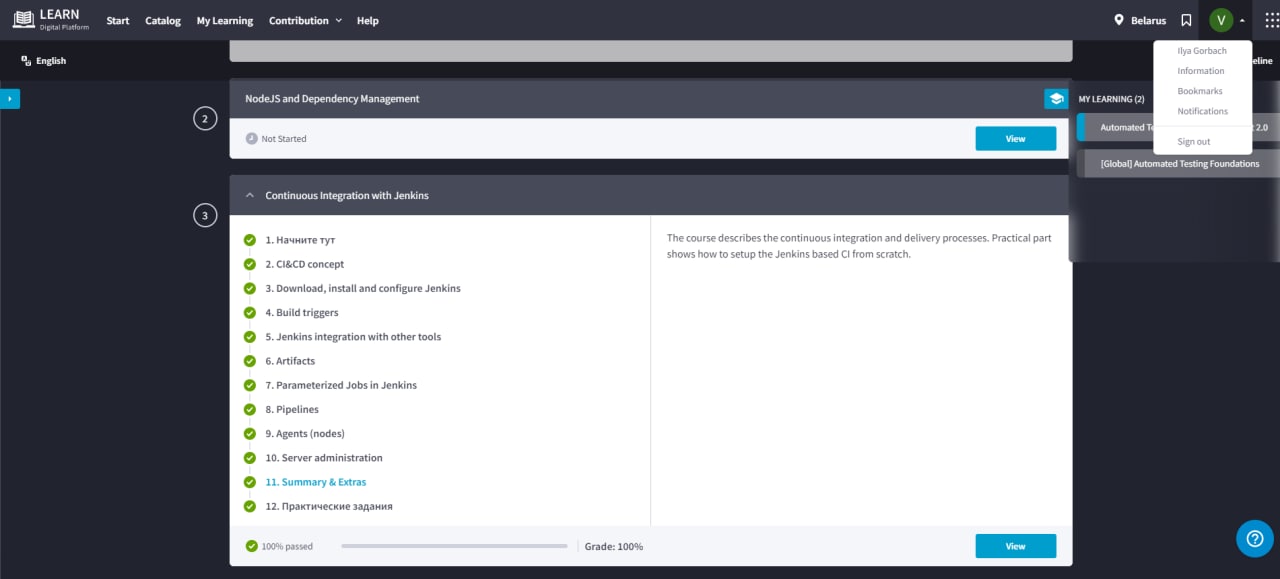 LEARN
Digital Platform
Start
Catalog
My Learning
Contribution
Help
Belarus
V
English
eline
Ilya Gorbach
Information
Bookmarks
Notifications
Sign out
2
NodeJS and Dependency Management
Not Started
View
MY LEARNING (2)
Automated Te
t 2.0
[Global] Automated Testing Foundations
3
Continuous Integration with Jenkins
1. Начните тут
2. CI&CD concept
3. Download, install and configure Jenkins
4. Build triggers
5. Jenkins integration with other tools
6. Artifacts
7. Parameterized Jobs in Jenkins
8. Pipelines
9. Agents (nodes)
10. Server administration
11. Summary & Extras
12. Практические задания
The course describes the continuous integration and delivery processes. Practical part
shows how to setup the Jenkins based CI from scratch.
100% passed
Grade: 100%
View